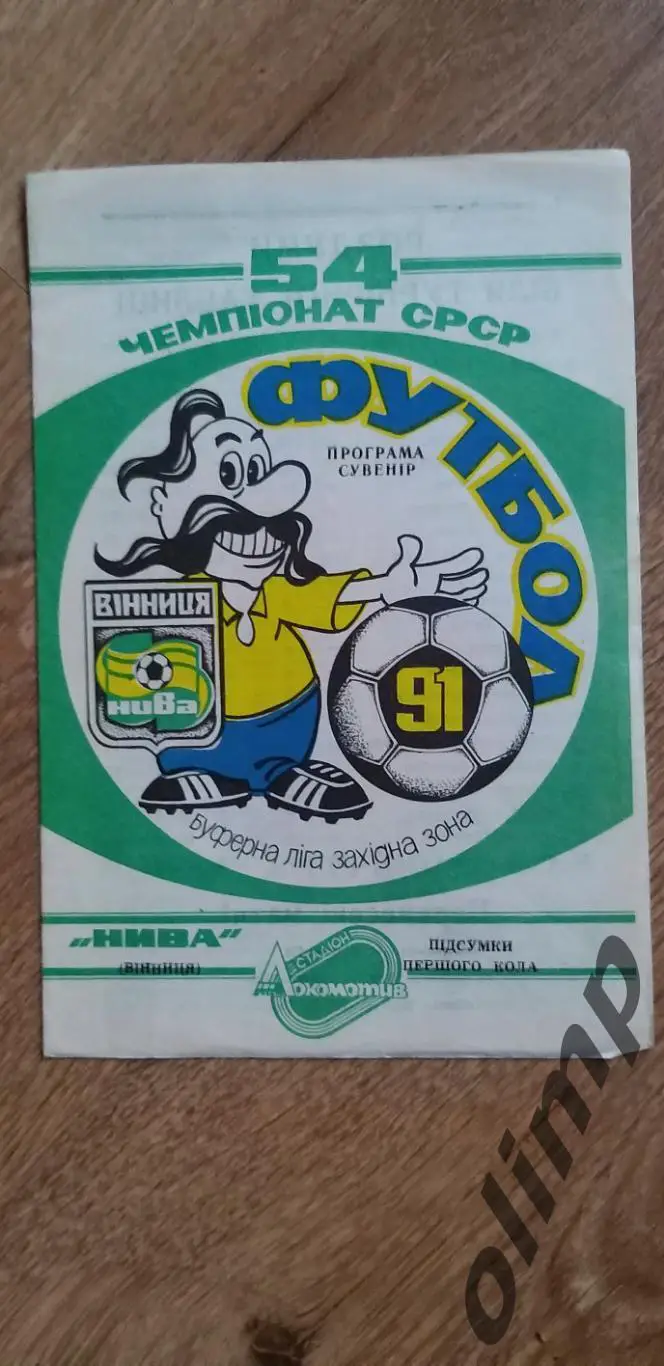 54
ЧЕМПІОНАТ СРСР
ФУТБОЛ
ПРОГРАМА
СУВЕНІР
ВІННИЦЯ
нива
91
Буферна ліга західна зона
„НИВА“
(ВІННИЦЯ)
СТАДІОН
Локомотив
ПІДСУМКИ
ПЕРШОГО КОЛА
olimp